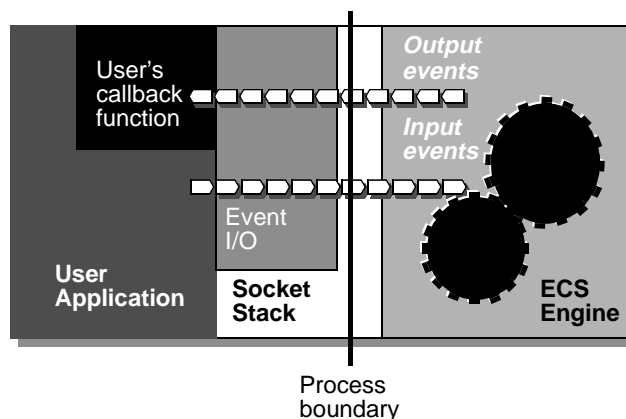 User's
callback
function
Output
events
Input
events
Event
I/O
User
Application
Socket
Stack
ECS
Engine
Process
boundary